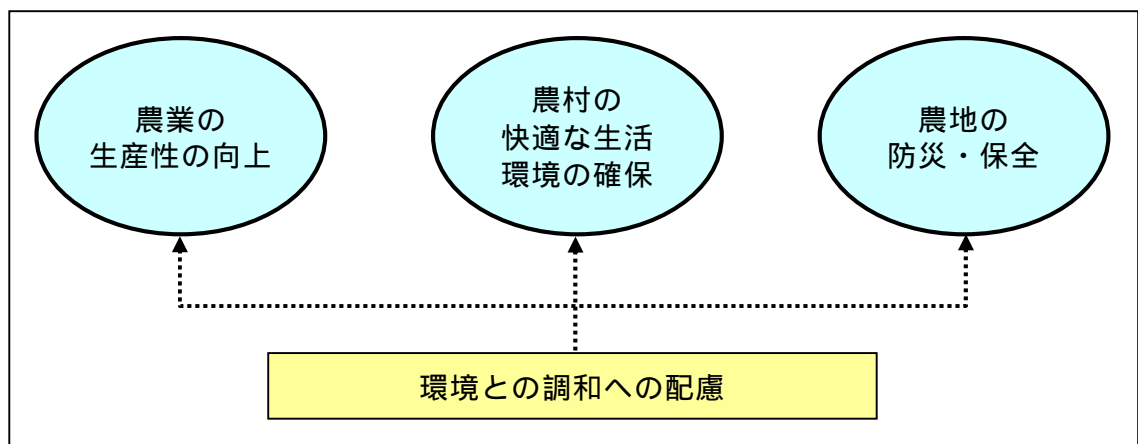 農業の
生産性の向上
農村の
快適な生活
環境の確保
農地の
防災・保全
環境との調和への配慮